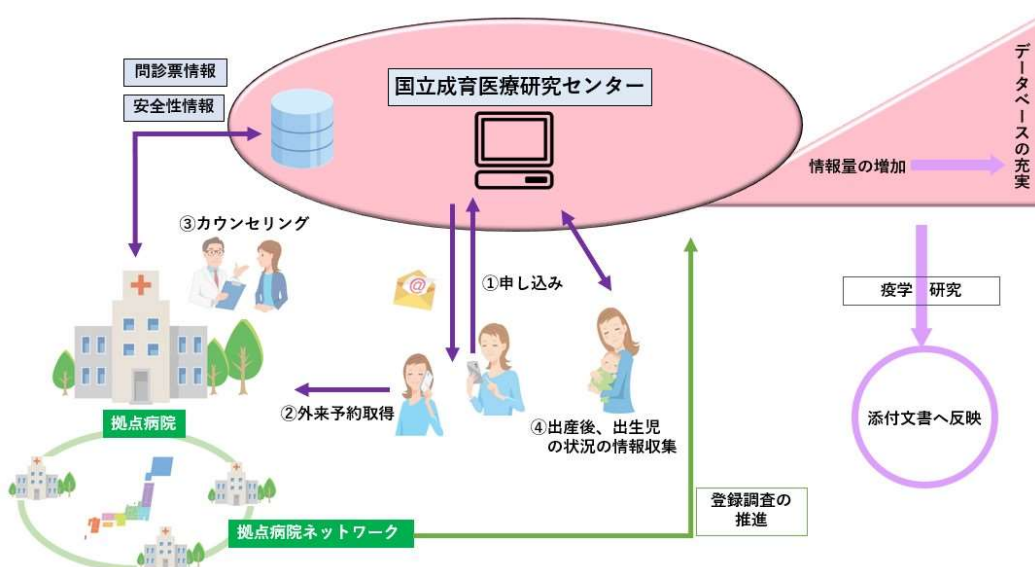 問診票情報
安全性情報
国立成育医療研究センター
データベースの充実
情報量の増加
③カウンセリング
@
①申し込み
疫学 研究
②外来予約取得
拠点病院
④出産後、出生児
の状況の情報収集
添付文書へ反映
登録調査の
推進
拠点病院ネットワーク